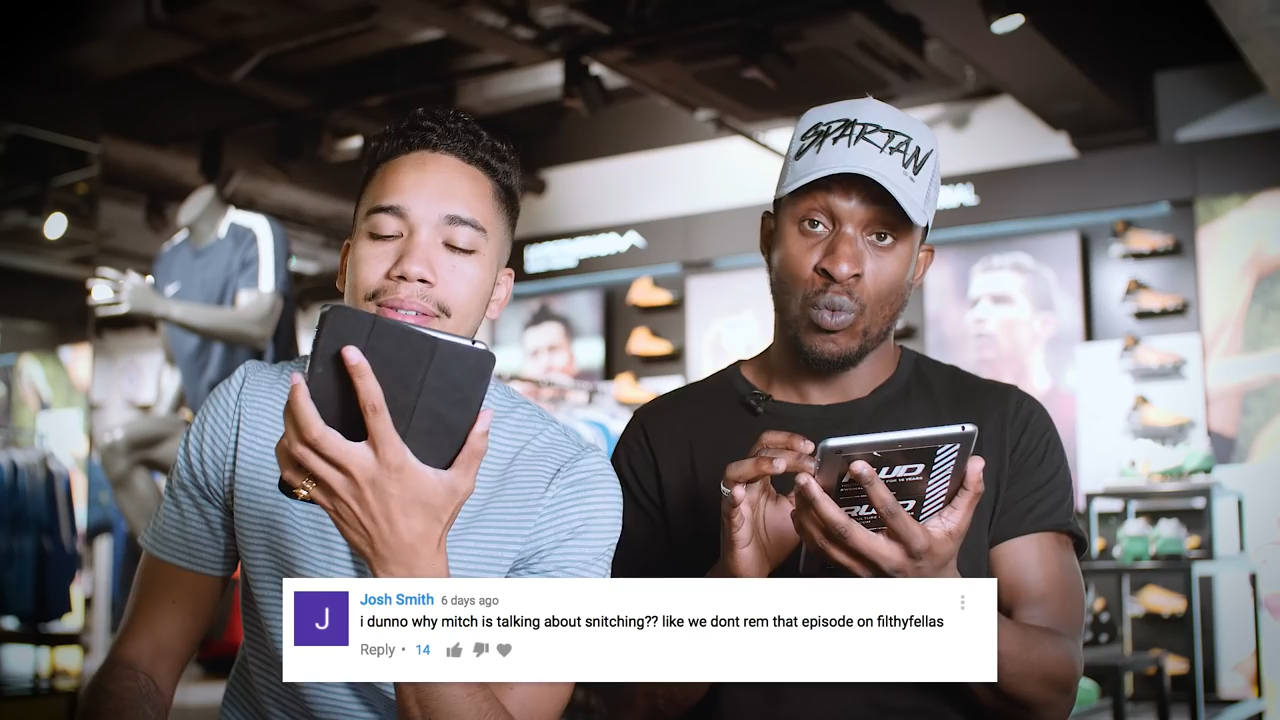 SPARTAN
J
Josh Smith 6 days ago
i dunno why mitch is talking about snitching?? like we dont rem that episode on filthyfellas
Reply • 14